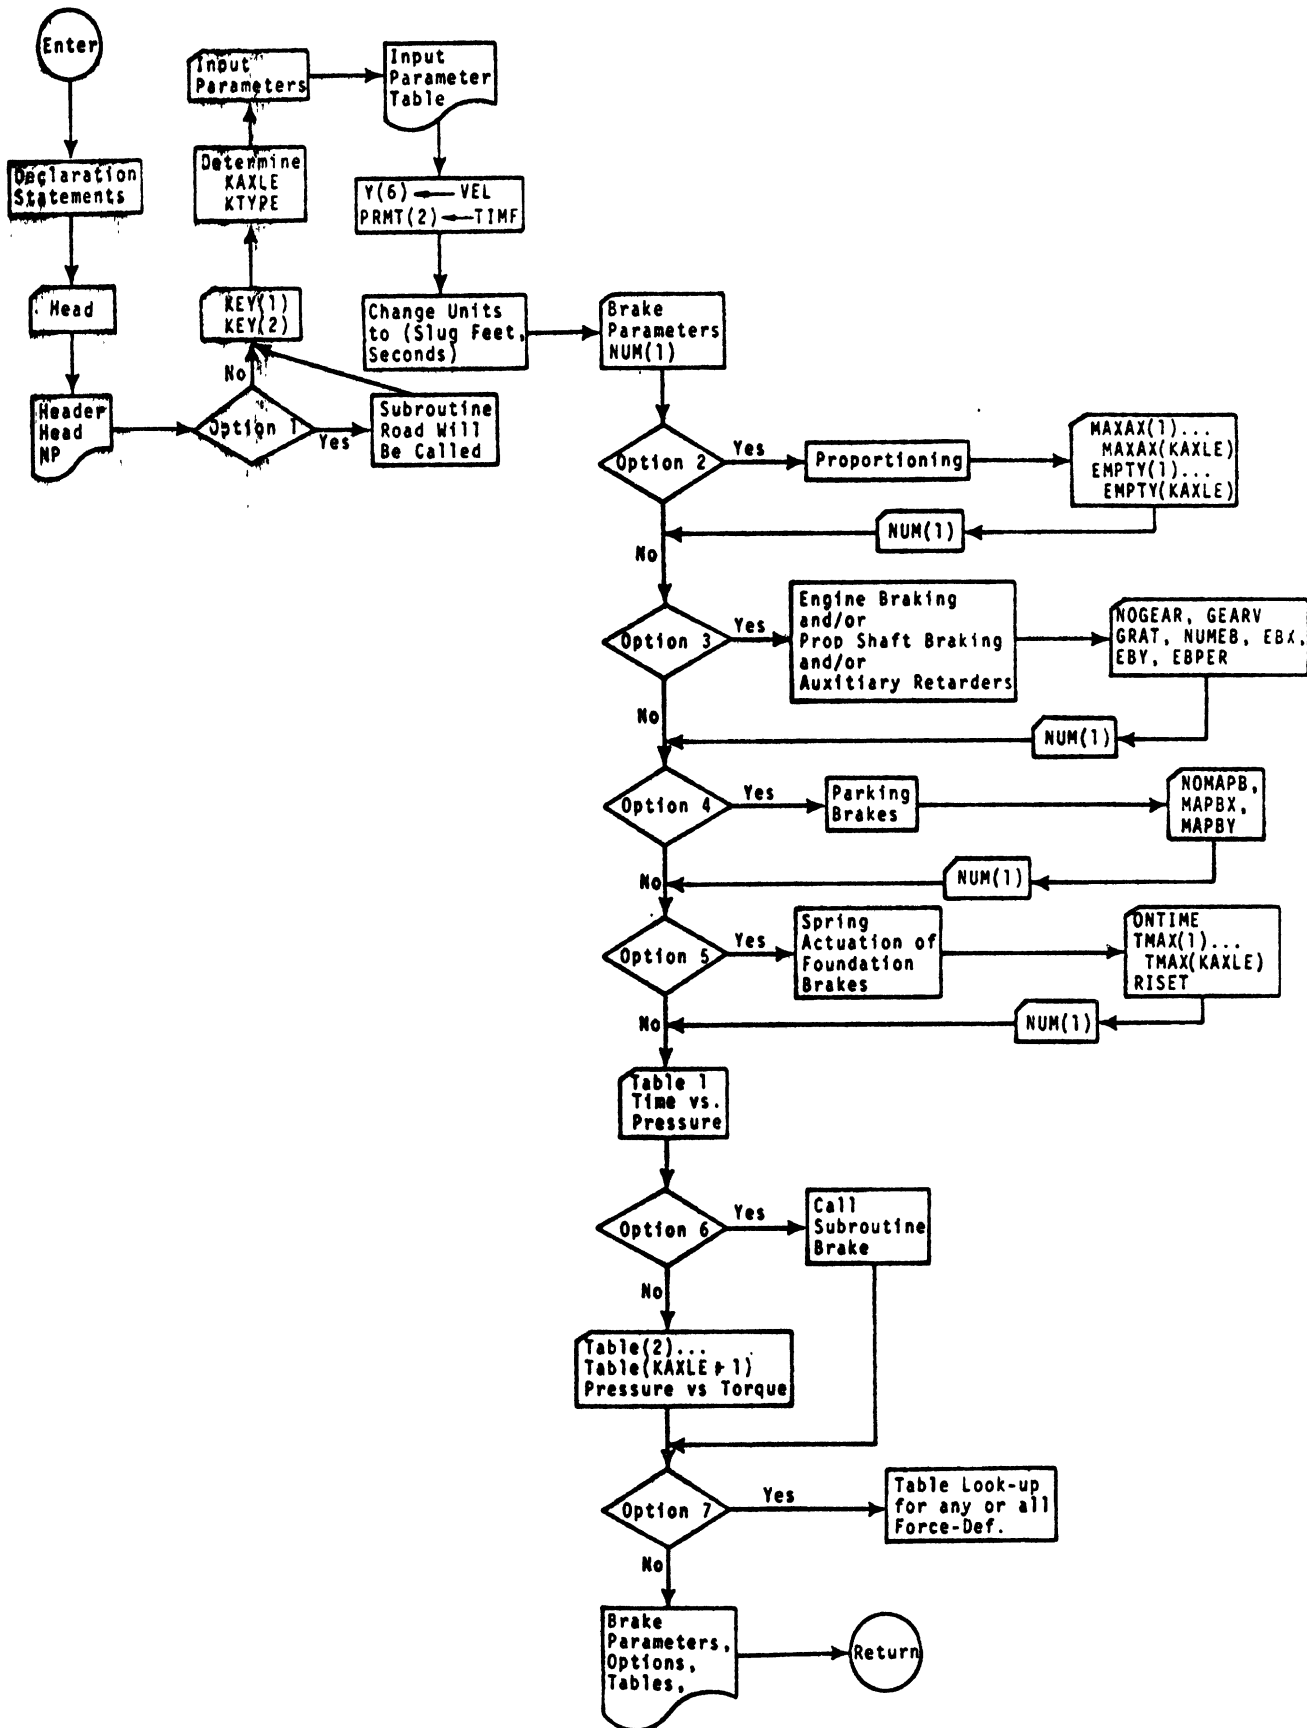 Enter
Declaration
Statements
Head
Header
Head
NP
Option 1
No
Yes
Subroutine
Road Will
Be Called
KEY(1)
KEY(2)
Determine
KAXLE
KTYPE
Input
Parameters
Input
Parameter
Table
Y(6) ← VEL
PRMT(2) ← TIMF
Change Units
to (Slug Feet,
Seconds)
Brake
Parameters
NUM(1)
Option 2
Yes
Proportioning
MAXAX(1)...
MAXAX(KAXLE)
EMPTY(1)...
EMPTY(KAXLE)
NUM(1)
No
Option 3
Yes
Engine Braking
and/or
Prop Shaft Braking
and/or
Auxitiary Retarders
NOGEAR, GEARV
GRAT, NUMEB, EBX,
EBY, EBPER
No
NUM(1)
Option 4
Yes
Parking
Brakes
NOMAPB,
MAPBX,
MAPBY
No
NUM(1)
Option 5
Yes
Spring
Actuation of
Foundation
Brakes
ONTIME
TMAX(1)...
TMAX(KAXLE)
RISET
No
NUM(1)
Table 1
Time vs.
Pressure
Option 6
Yes
Call
Subroutine
Brake
No
Table(2)...
Table(KAXLE + 1)
Pressure vs Torque
Option 7
Yes
Table Look-up
for any or all
Force-Def.
No
Brake
Parameters,
Options,
Tables,
Return